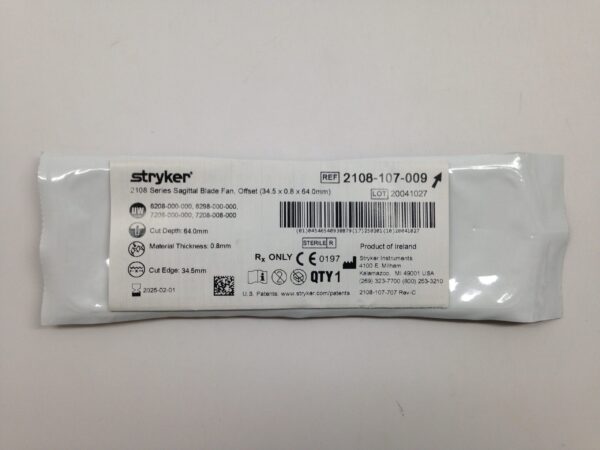 stryker®
REF 2108-107-009
2108 Series Sagittal Blade Fan, Offset (34.5 x 0.8 x 64.0mm)
LOT 20041027
6208-000-000, 6298-000-000,
7208-000-000, 7208-008-000
Cut Depth: 64.0mm
Material Thickness: 0.8mm
STERILE R
Product of Ireland
Rx ONLY CE 0197
Stryker Instruments
4100 E. Milham
Kalamazoo, MI 49001 USA
(269) 323-7700 (800) 253-3210
Cut Edge: 34.5mm
QTY 1
2025-02-01
U.S. Patents: www.stryker.com/patents
2108-107-707 Rev-C